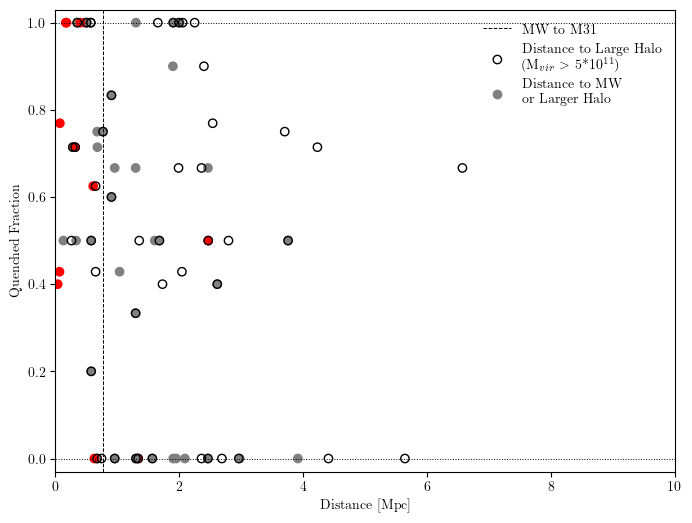 1.0
0.8
0.6
0.4
0.2
0.0
Quenched Fraction
0
2
4
6
8
10
Distance [Mpc]
MW to M31
Distance to Large Halo
(M_{vir} > 5*10^{11})
Distance to MW
or Larger Halo